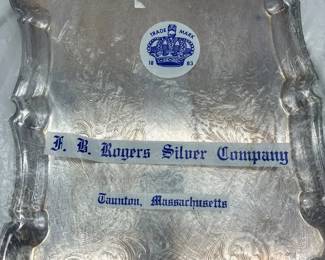 TRADE MARK
18 83
F. B. Rogers Silver Company
Taunton, Massachusetts